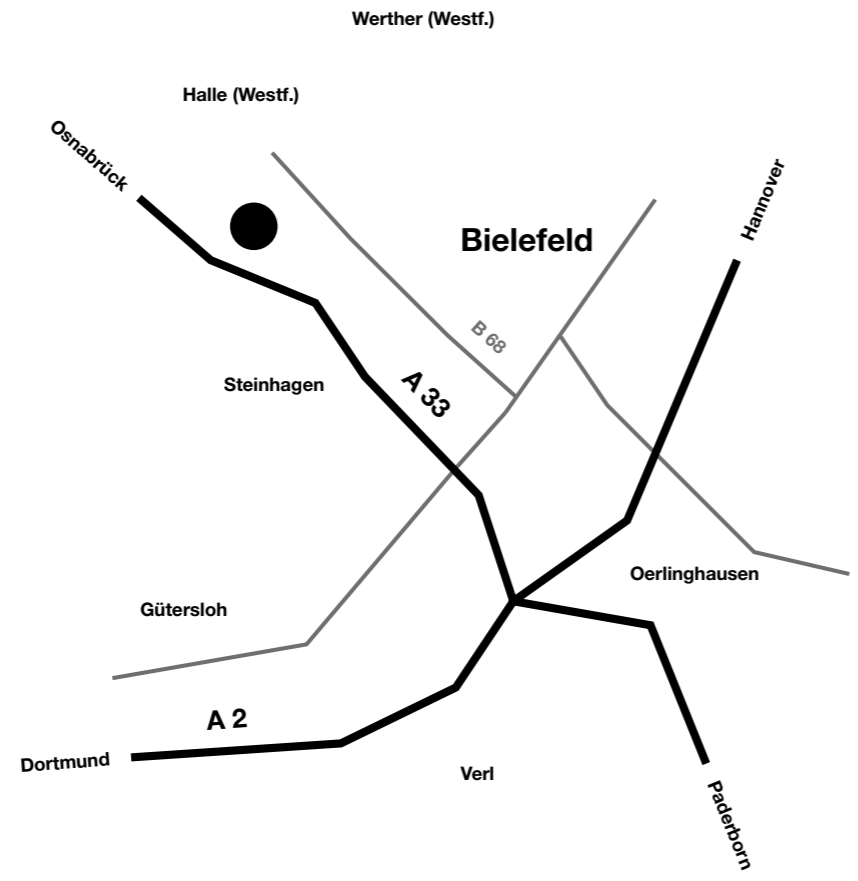 Werther (Westf.)
Halle (Westf.)
Osnabrück
Hannover
Bielefeld
B 68
A 33
Steinhagen
Oerlinghausen
Gütersloh
A 2
Dortmund
Verl
Paderborn